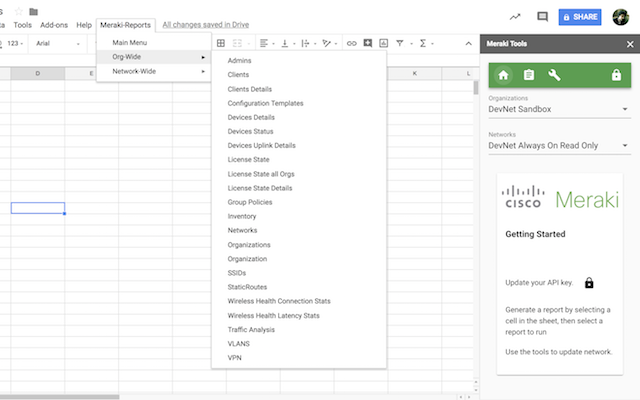 s
ta Tools Add-ons Help Meraki-Reports All changes saved in Drive
SHARE
123 Arial
Main Menu
Org-Wide
Network-Wide
Admins
Clients
Clients Details
Configuration Templates
Devices Details
Devices Status
Devices Uplink Details
License State
License State all Orgs
License State Details
Group Policies
Inventory
Networks
Organizations
Organization
SSIDs
StaticRoutes
Wireless Health Connection Stats
Wireless Health Latency Stats
Traffic Analysis
VLANS
VPN
D E K L
Meraki Tools
Organizations
DevNet Sandbox
Networks
DevNet Always On Read Only
CISCO Meraki
Getting Started
Update your API key.
Generate a report by selecting a
cell in the sheet, then select a
report to run
Use the tools to update network.